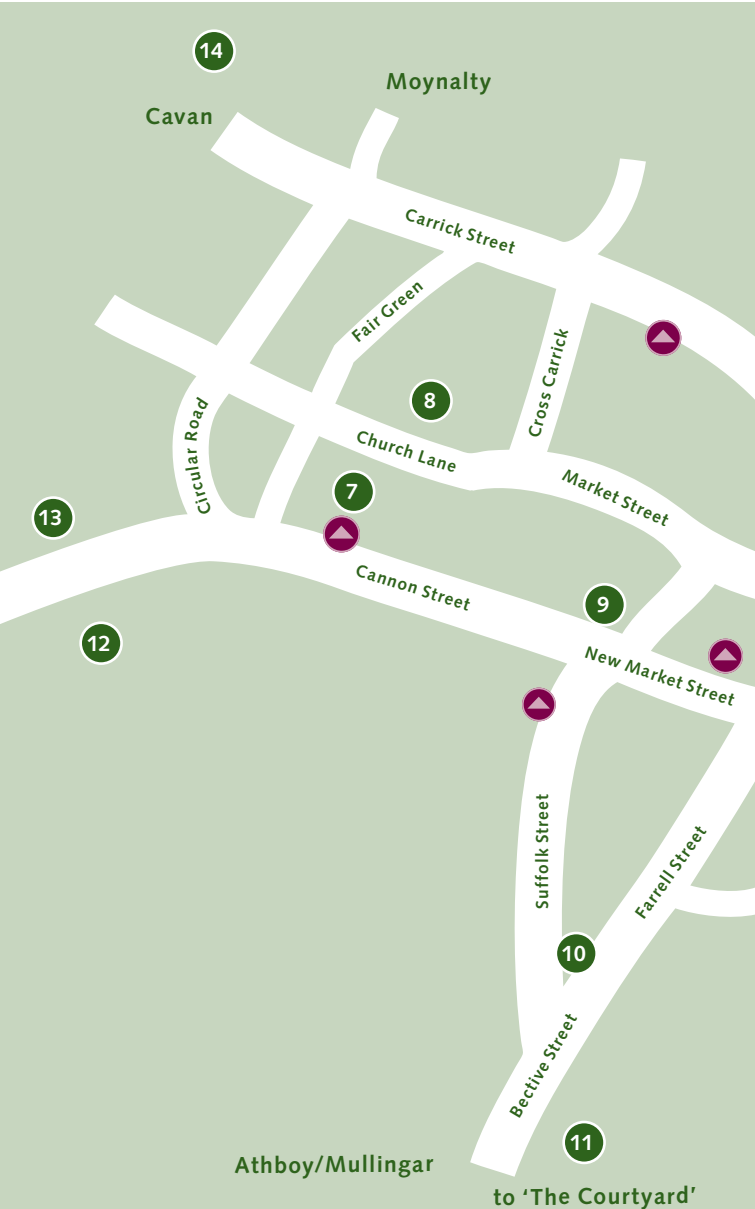 14
Moynalty
Cavan
Carrick Street
Fair Green
Cross Carrick
8
Circular Road
Church Lane
7
Market Street
13
Cannon Street
9
12
New Market Street
Suffolk Street
Farrell Street
10
Bective Street
11
Athboy/Mullingar
to ‘The Courtyard’